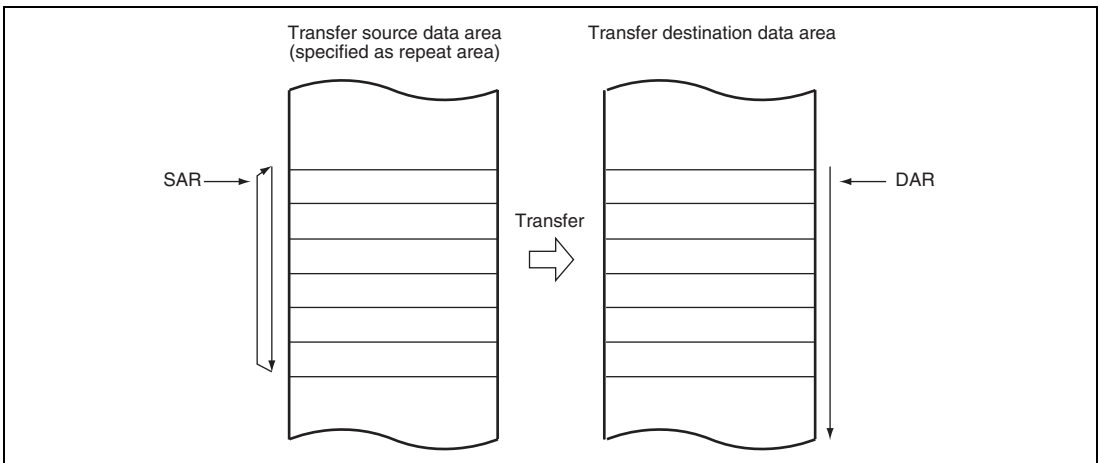 Transfer source data area
(specified as repeat area)
Transfer destination data area
SAR
DAR
Transfer